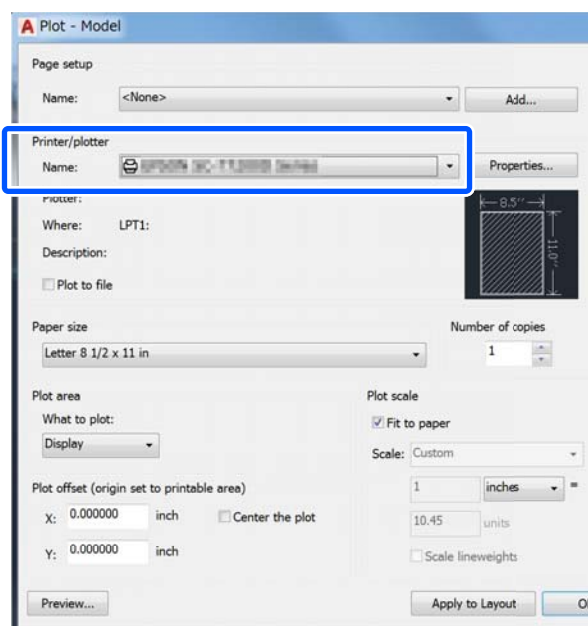 A Plot - Model
Page setup
Name: <None> Add...
Printer/plotter
Name: Properties...
Plotter:
Where: LPT1:
Description:
Plot to file
8.5''
11.0''
Paper size Number of copies
Letter 8 1/2 x 11 in 1
Plot area Plot scale
What to plot: Fit to paper
Display Scale: Custom
Plot offset (origin set to printable area) 1 inches =
X: 0.000000 inch Center the plot 10.45 units
Y: 0.000000 inch Scale lineweights
Preview... Apply to Layout